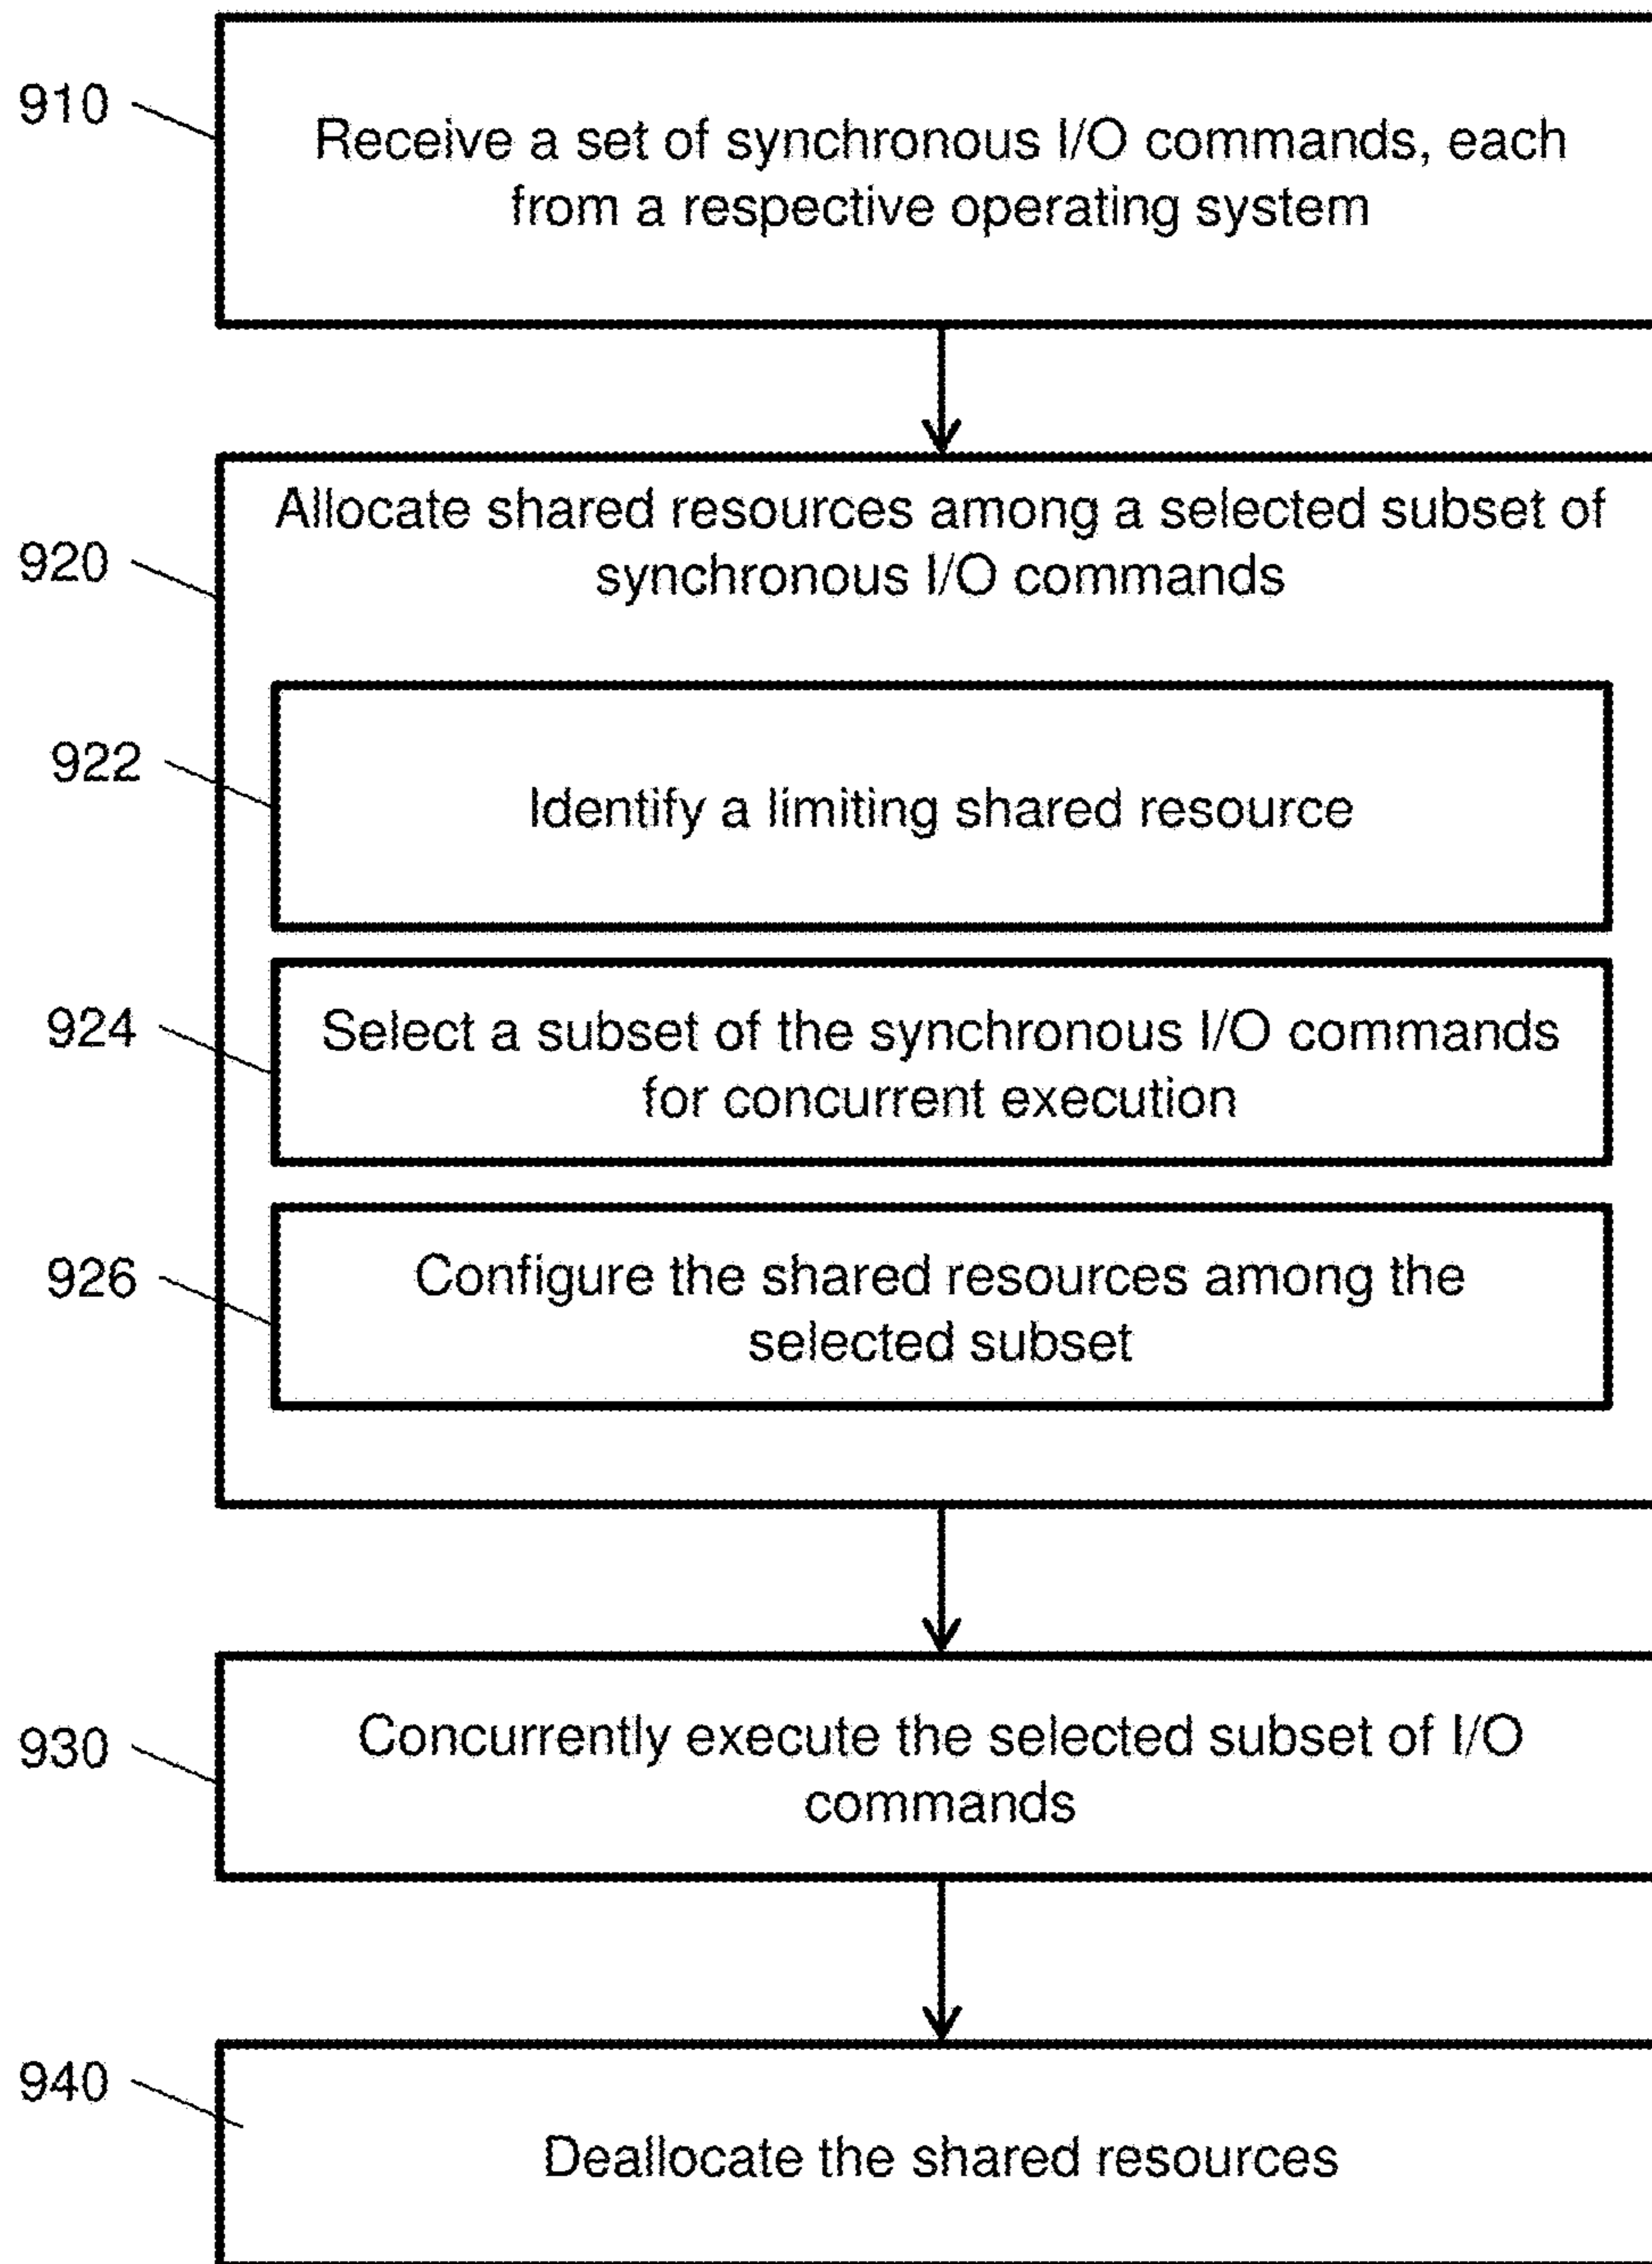 910
Receive a set of synchronous I/O commands, each
from a respective operating system
920
Allocate shared resources among a selected subset of
synchronous I/O commands
922
Identify a limiting shared resource
924
Select a subset of the synchronous I/O commands
for concurrent execution
926
Configure the shared resources among the
selected subset
930
Concurrently execute the selected subset of I/O
commands
940
Deallocate the shared resources